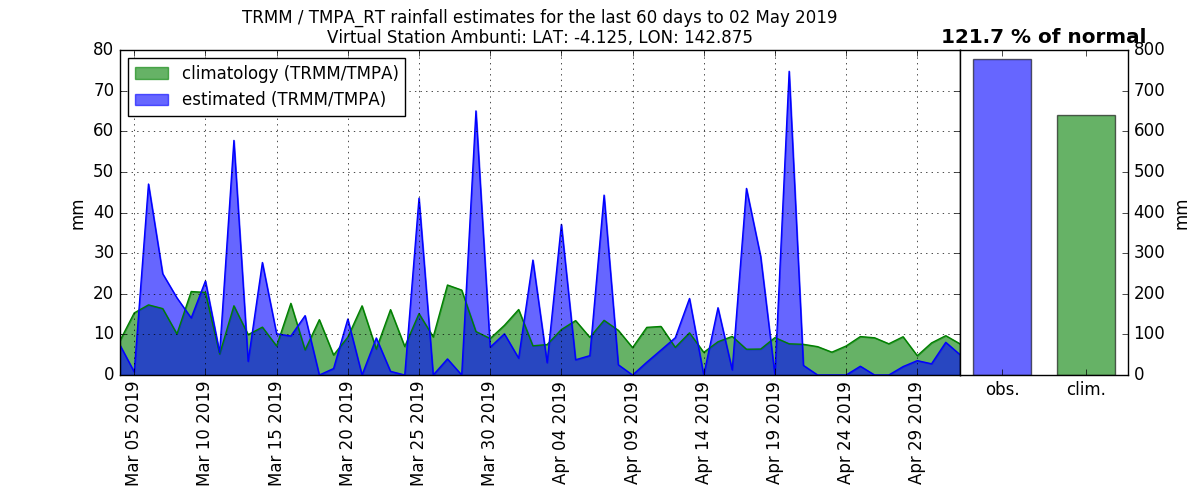 TRMM / TMPA_RT rainfall estimates for the last 60 days to 02 May 2019
Virtual Station Ambunti: LAT: -4.125, LON: 142.875
121.7 % of normal
climatology (TRMM/TMPA)
estimated (TRMM/TMPA)
mm
80
70
60
50
40
30
20
10
0
Mar 05 2019
Mar 10 2019
Mar 15 2019
Mar 20 2019
Mar 25 2019
Mar 30 2019
Apr 04 2019
Apr 09 2019
Apr 14 2019
Apr 19 2019
Apr 24 2019
Apr 29 2019
obs.
clim.
800
700
600
500
400
300
200
100
0
mm